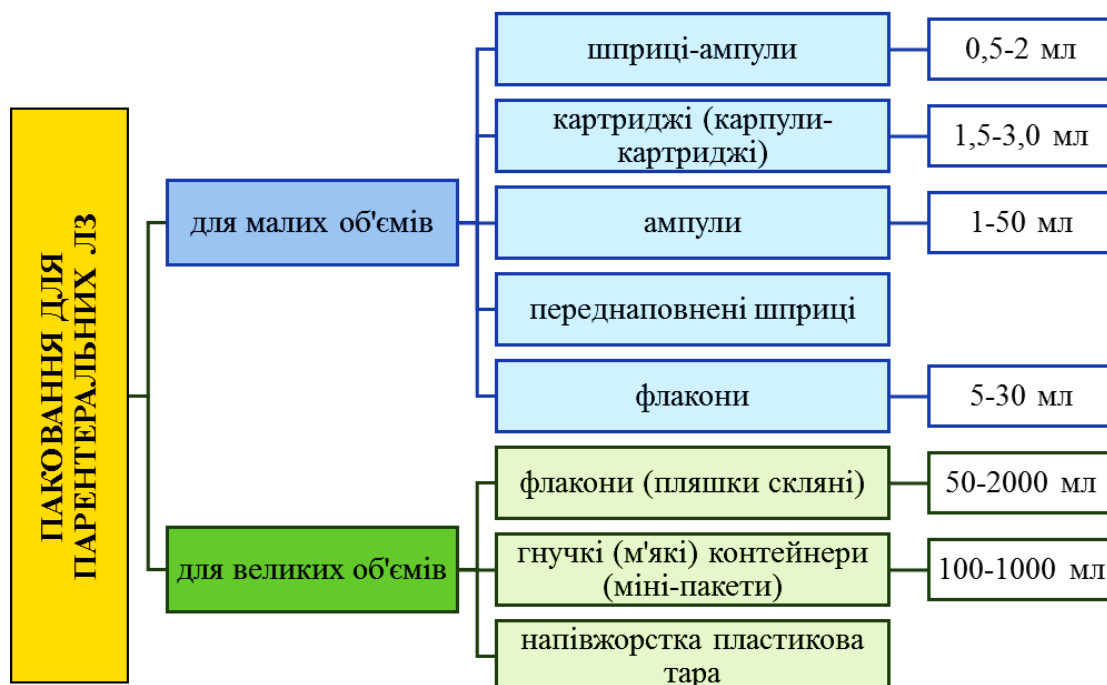 ПАКОВАННЯ ДЛЯ
ПАРЕНТЕРАЛЬНИХ ЛЗ
для малих об'ємів
шприці-ампули
0,5-2 мл
картриджі (карпули-
картриджі)
1,5-3,0 мл
ампули
1-50 мл
переднаповнені шприці
флакони
5-30 мл
для великих об'ємів
флакони (пляшки скляні)
50-2000 мл
гнучкі (м'які) контейнери
(міні-пакети)
100-1000 мл
напівжорстка пластикова
тара